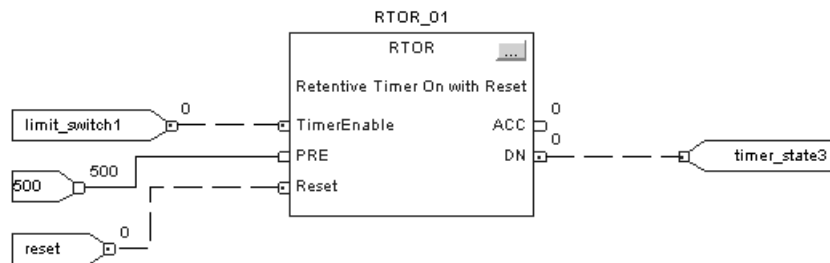 RTOR_01
RTOR
...
Retentive Timer On with Reset
limit_switch1
0
TimerEnable
ACC
0
500
500
PRE
DN
0
timer_state3
reset
0
Reset